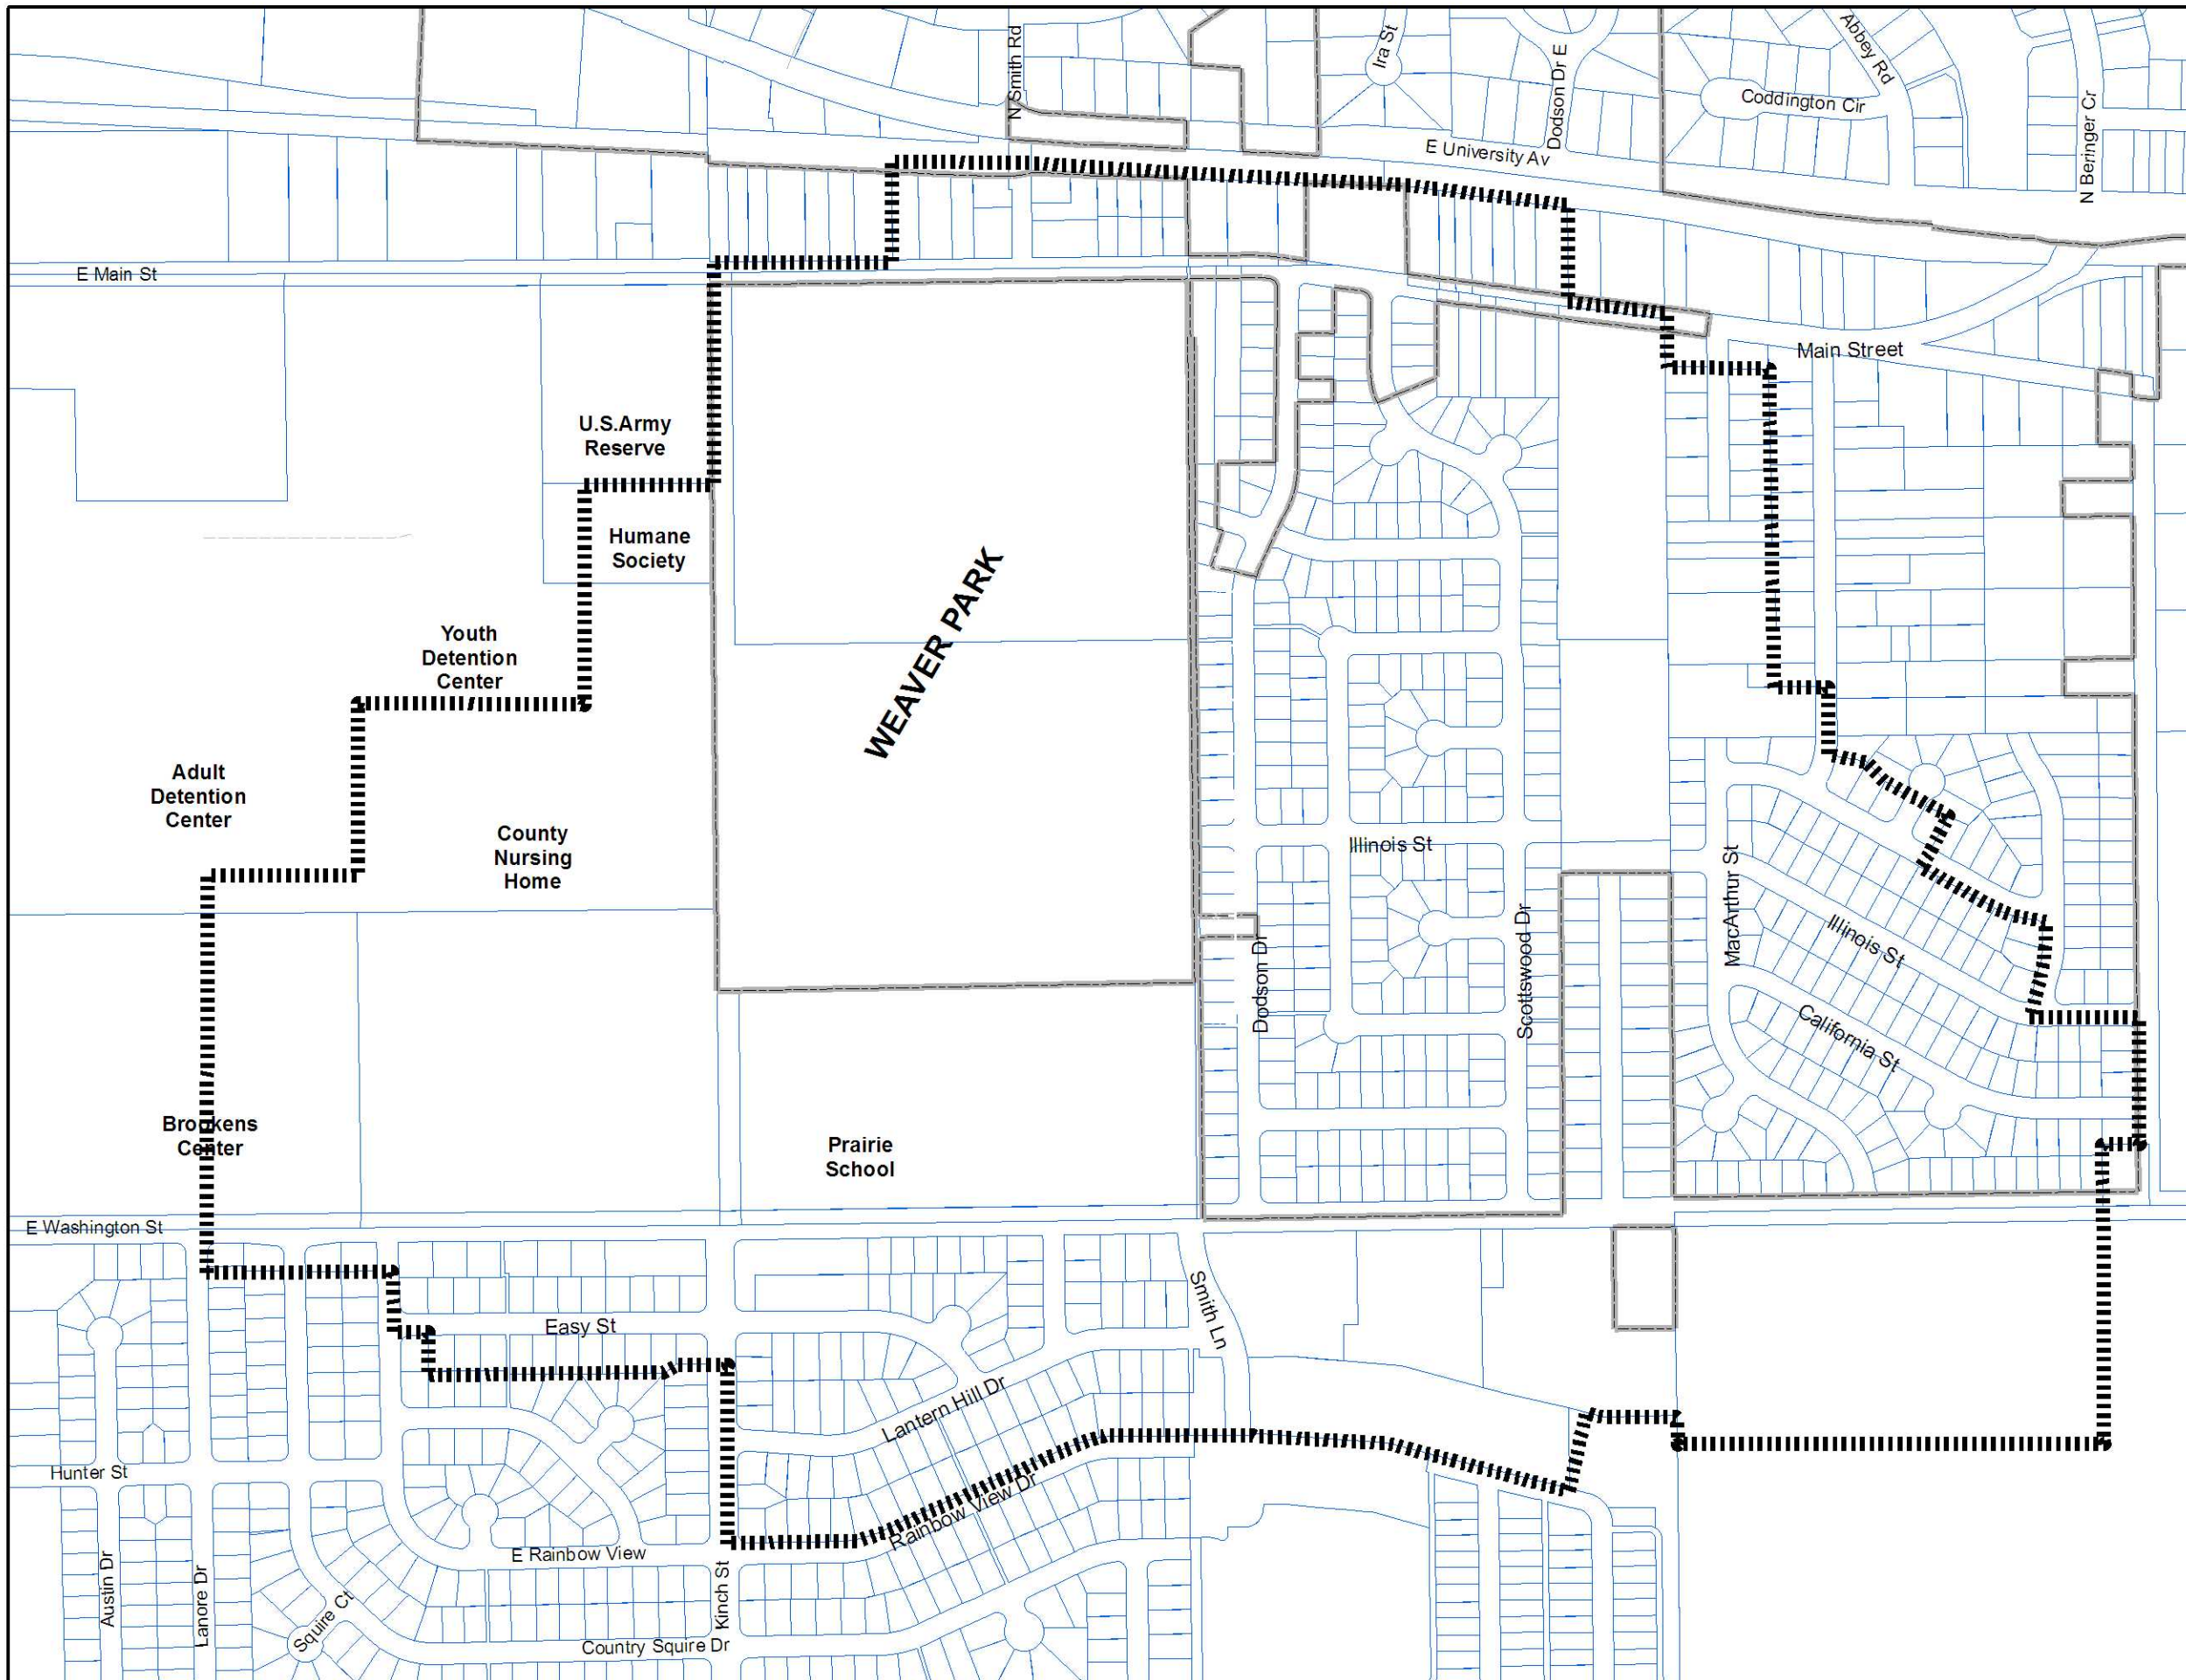 N Smith Rd
Ira St
Dodson Dr E
Abbey Rd
Coddington Cir
N Beringer Cr
E University Av
E Main St
Main Street
U.S.Army
Reserve
Humane
Society
WEAVER PARK
Youth
Detention
Center
Adult
Detention
Center
County
Nursing
Home
Illinois St
MacArthur St
Illinois St
Dodson Dr
Scottswood Dr
California St
Brookens
Center
Prairie
School
E Washington St
Smith Ln
Easy St
Lantern Hill Dr
Hunter St
Rainbow View Dr
E Rainbow View
Austin Dr
Lanore Dr
Squire Ct
Kinch St
Country Squire Dr